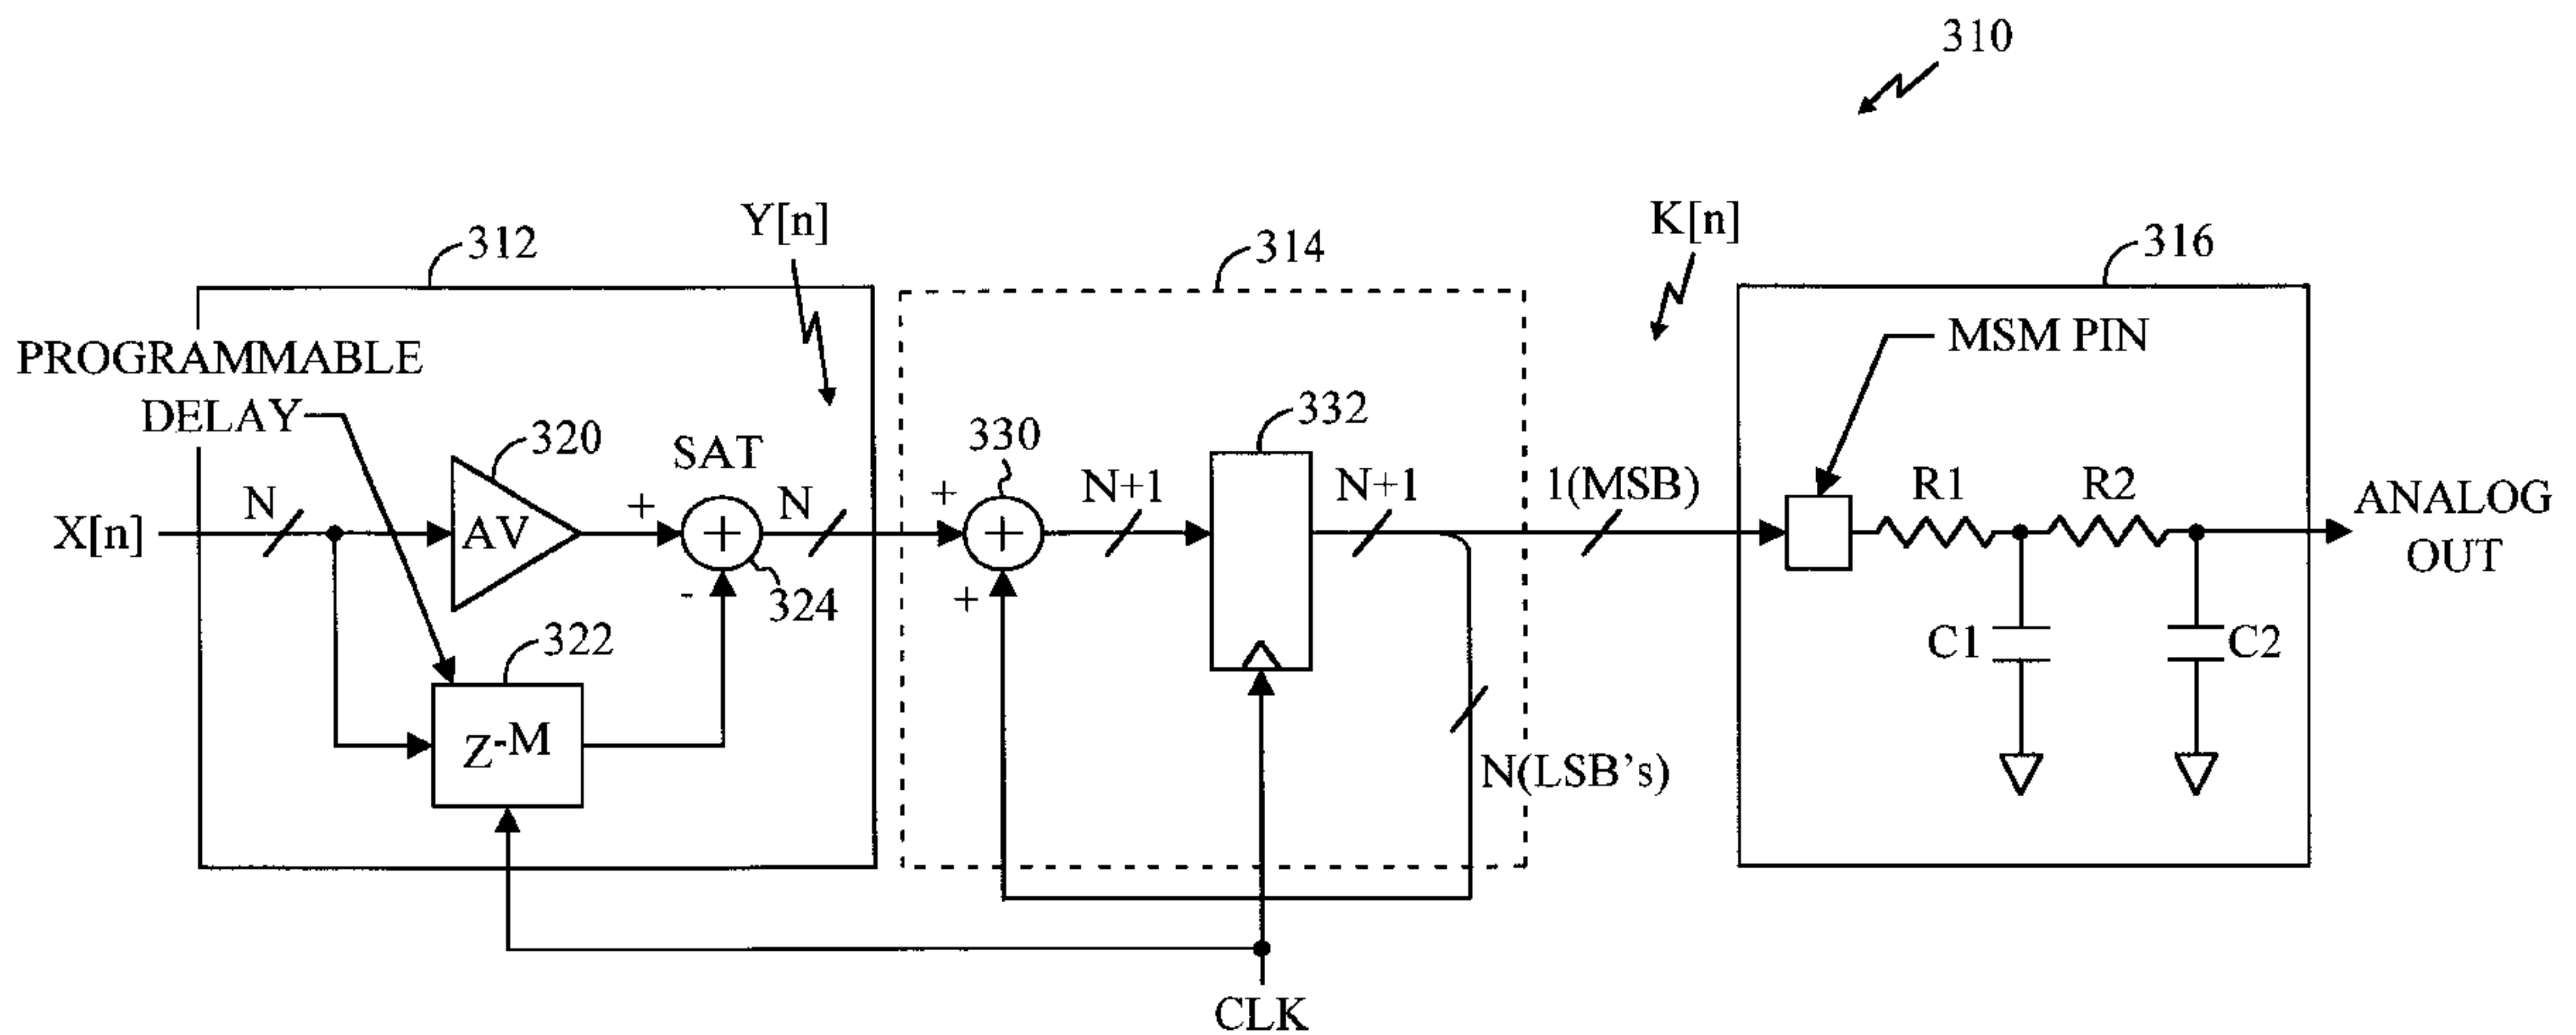 310
Y[n]
K[n]
312
314
316
PROGRAMMABLE
DELAY
MSM PIN
320
SAT
330
332
X[n]
N
AV
+
+
N
+
+
N+1
N+1
1(MSB)
R1
R2
ANALOG
OUT
-
324
+
322
Z-M
C1
C2
N(LSB's)
CLK